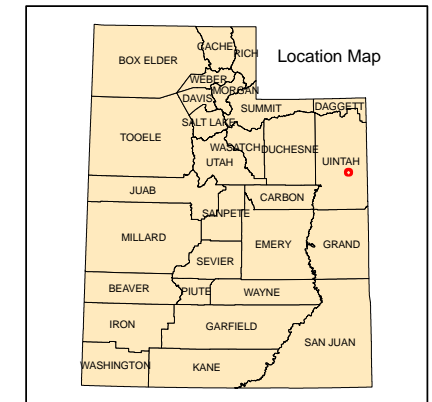 Location Map
CACHE
RICH
BOX ELDER
WEBER
MORGAN
DAVIS
SUMMIT
DAGGETT
SALT LAKE
TOOELE
WASATCH
DUCHESNE
UTAH
UINTAH
JUAB
CARBON
SANPETE
MILLARD
EMERY
GRAND
SEVIER
BEAVER
PIUTE
WAYNE
IRON
GARFIELD
SAN JUAN
WASHINGTON
KANE